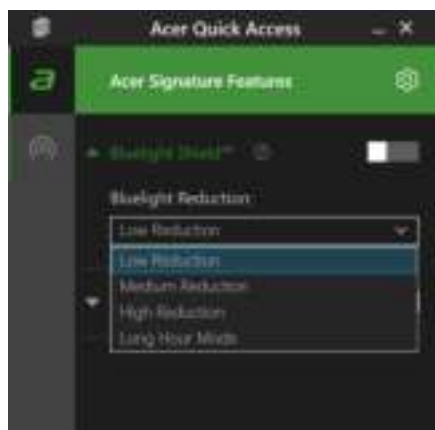 Acer Quick Access
a
Acer Signature Features
Bluelight Shield™
Bluelight Reduction:
Low Reduction
Low Reduction
Medium Reduction
High Reduction
Long Hour Mode